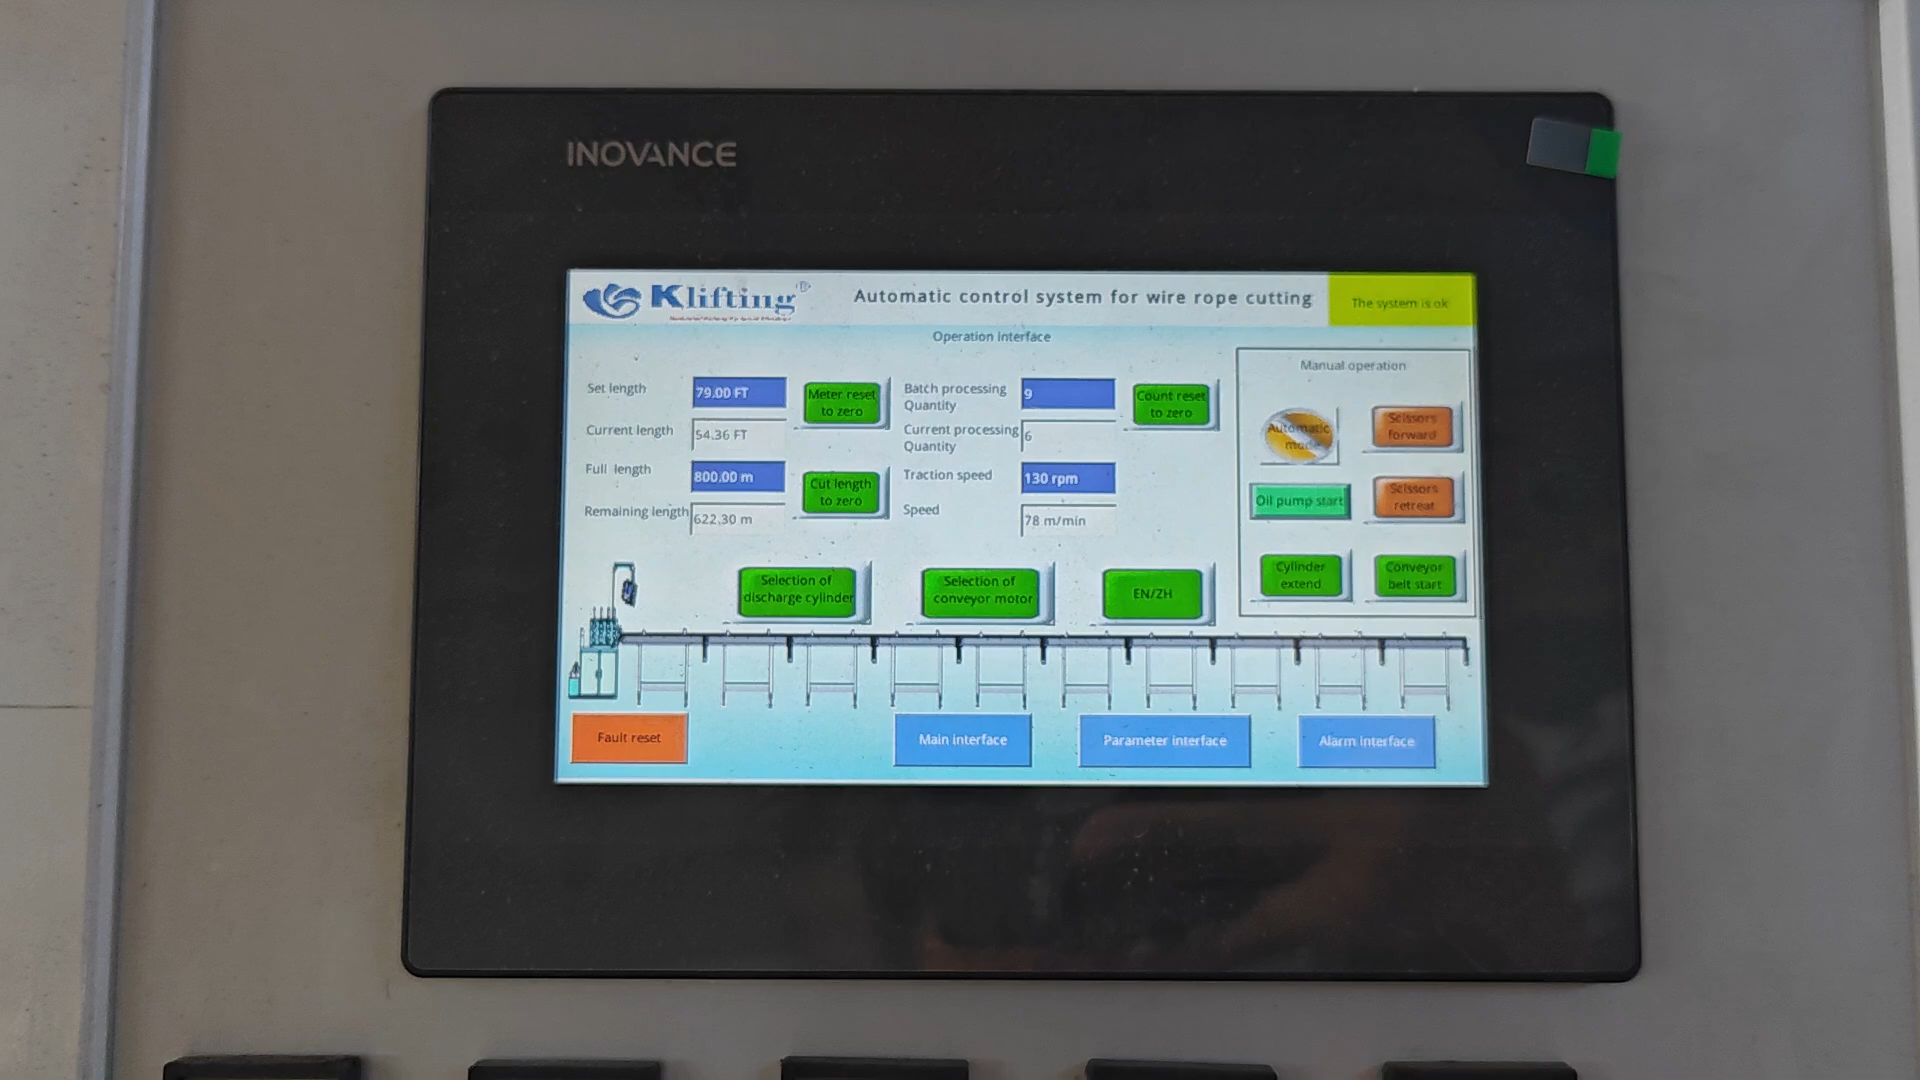 INOVANCE
Klifting®
Automatic control system for wire rope cutting
The system is ok
Operation interface
Set length
79.00 FT
Meter reset
to zero
Batch processing
Quantity
9
Count reset
to zero
Current length
54.36 FT
Current processing
Quantity
6
Full length
800.00 m
Cut length
to zero
Traction speed
130 rpm
Remaining length
622.30 m
Speed
78 m/min
Manual operation
Automatic
mode
Scissors
forward
Oil pump start
Scissors
retreat
Cylinder
extend
Conveyor
belt start
Selection of
discharge cylinder
Selection of
conveyor motor
EN/ZH
Fault reset
Main interface
Parameter interface
Alarm interface